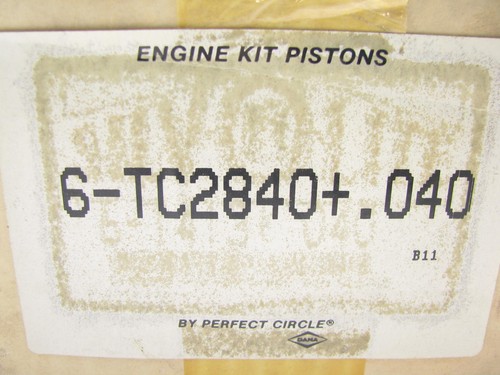 ENGINE KIT PISTONS
6-TC2840+.040
B11
BY PERFECT CIRCLE®
DANA